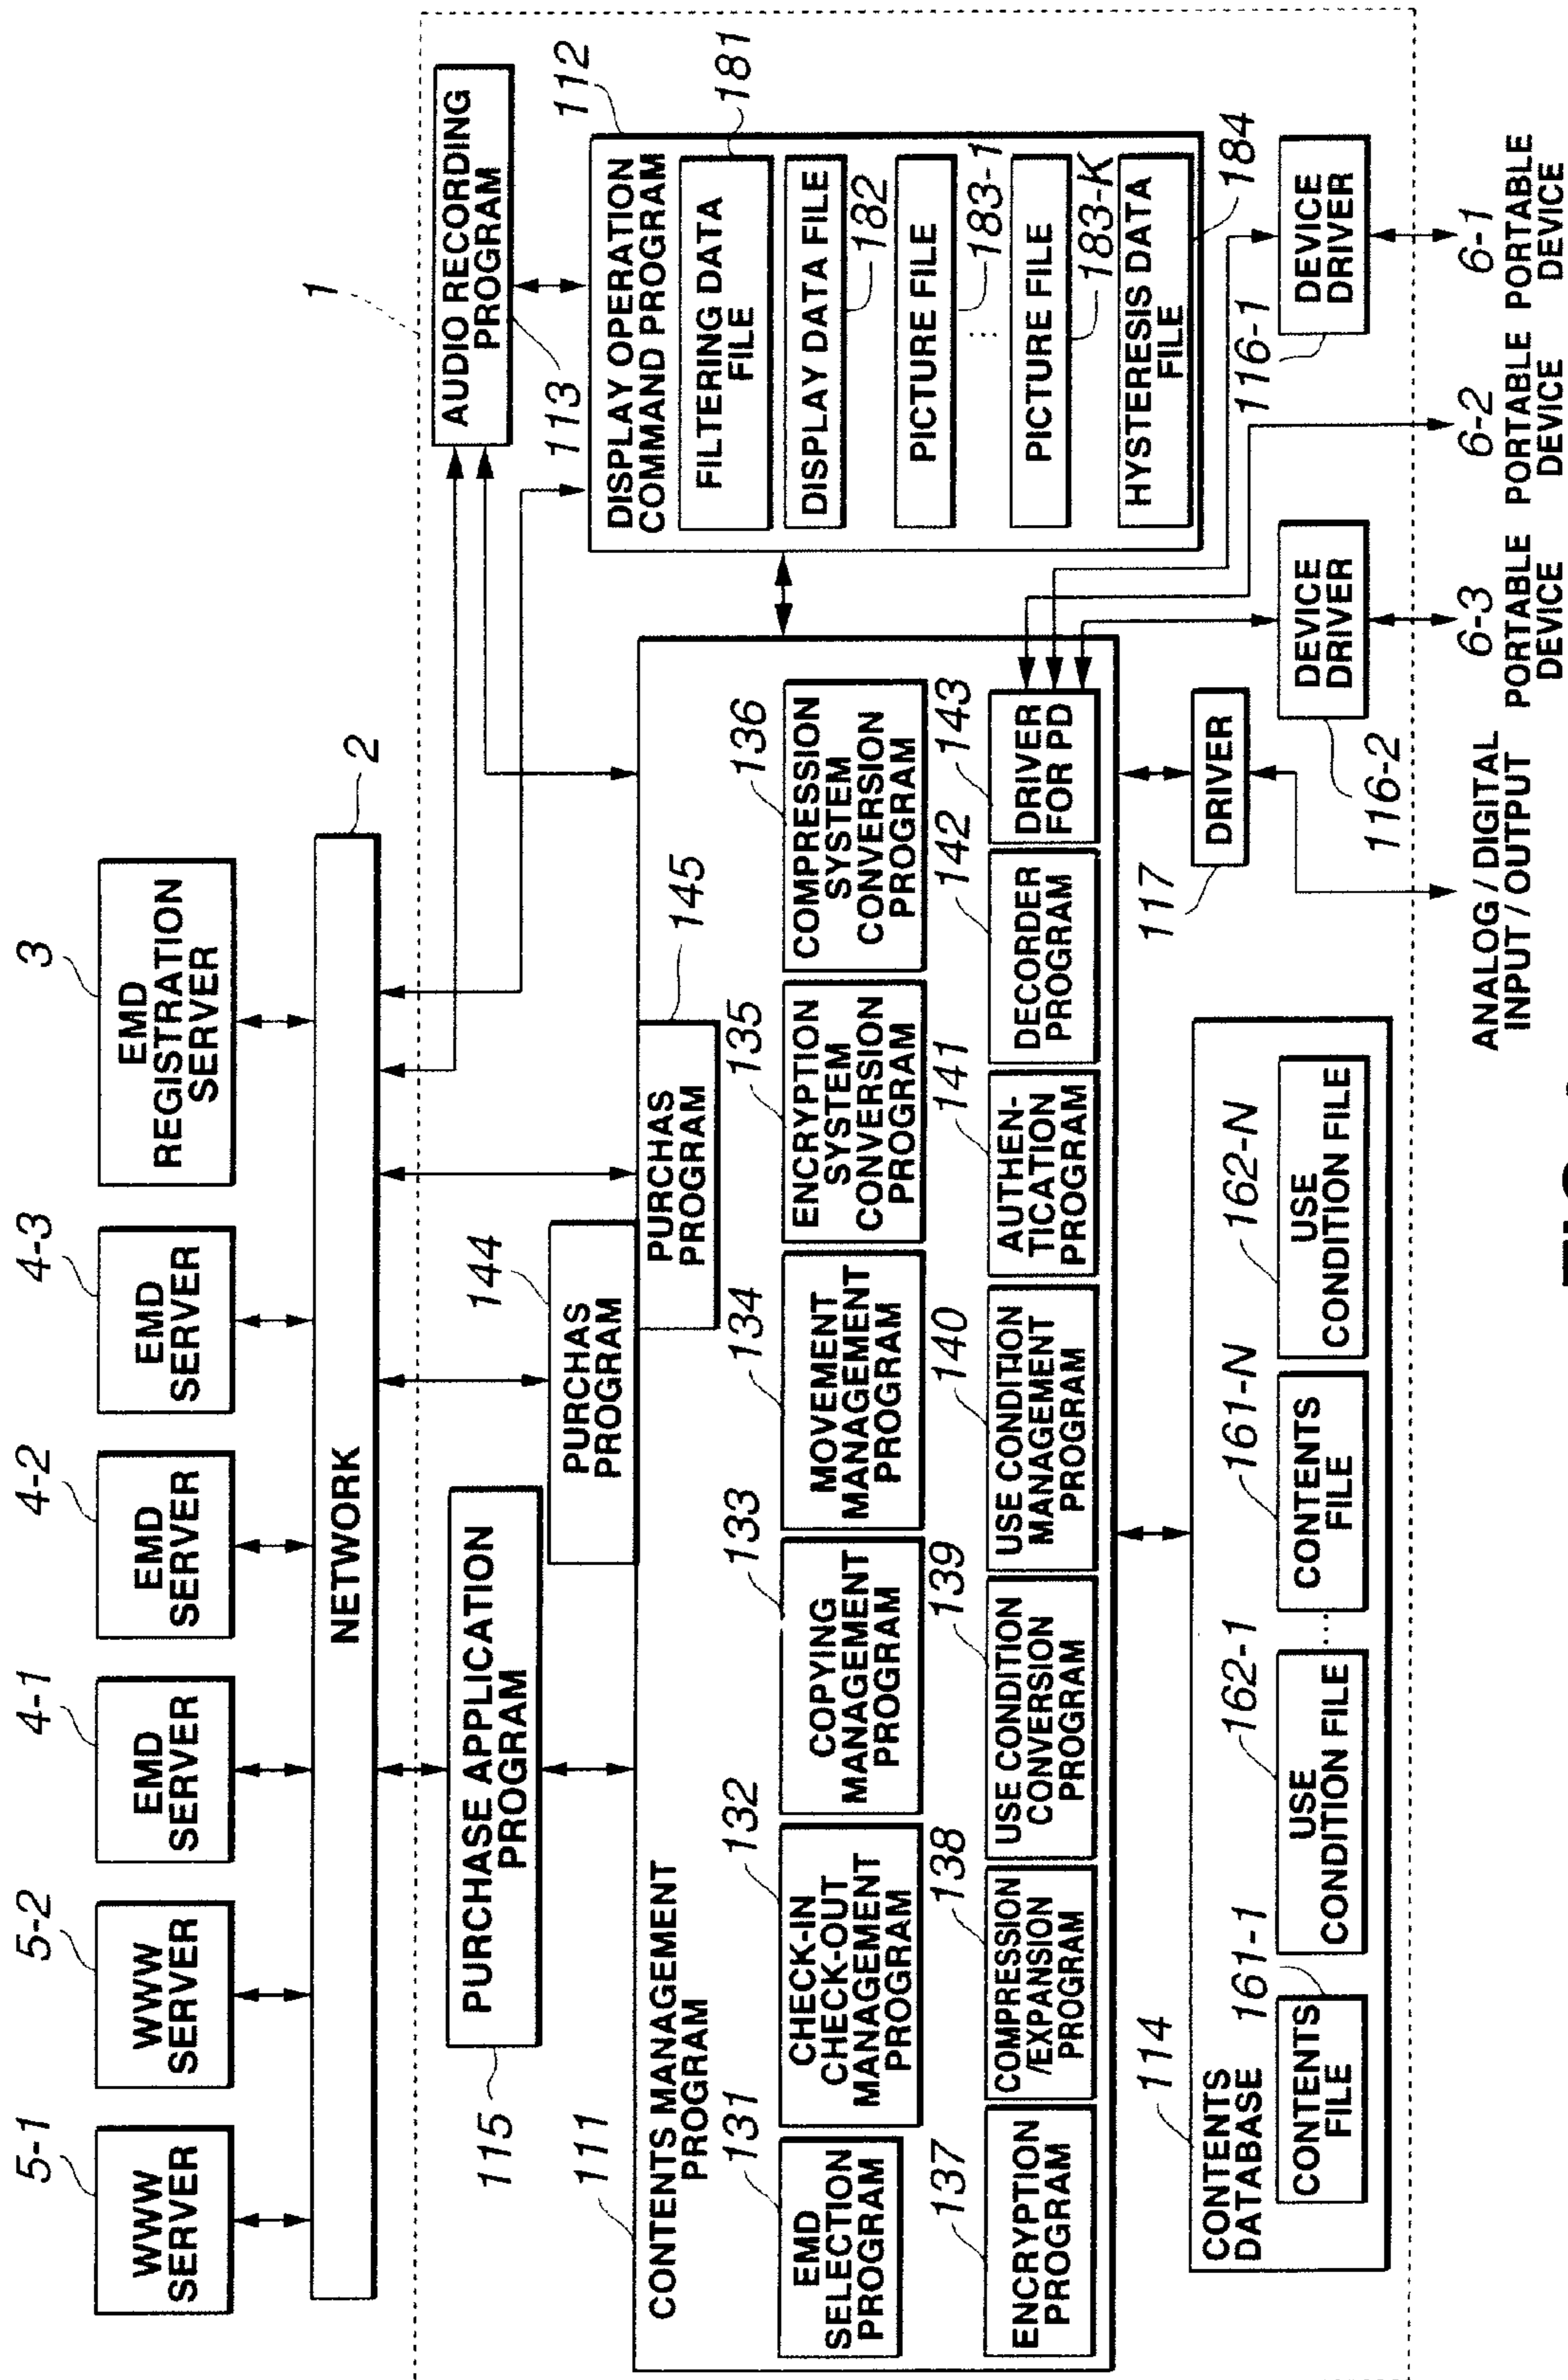 5-1
WWW
SERVER
5-2
WWW
SERVER
4-1
EMD
SERVER
4-2
EMD
SERVER
4-3
EMD
SERVER
3
EMD
REGISTRATION
SERVER
2
NETWORK
1
115
PURCHASE APPLICATION
PROGRAM
144
PURCHAS
PROGRAM
145
PURCHAS
PROGRAM
AUDIO RECORDING
PROGRAM
113
111
CONTENTS MANAGEMENT
PROGRAM
131
EMD
SELECTION
PROGRAM
132
CHECK-IN
CHECK-OUT
MANAGEMENT
PROGRAM
133
COPYING
MANAGEMENT
PROGRAM
134
MOVEMENT
MANAGEMENT
PROGRAM
135
ENCRYPTION
SYSTEM
CONVERSION
PROGRAM
136
COMPRESSION
SYSTEM
CONVERSION
PROGRAM
137
ENCRYPTION
PROGRAM
138
COMPRESSION
/EXPANSION
PROGRAM
139
USE CONDITION
CONVERSION
PROGRAM
140
USE CONDITION
MANAGEMENT
PROGRAM
141
AUTHEN-
TICATION
PROGRAM
142
DECORDER
PROGRAM
143
DRIVER
FOR PD
112
DISPLAY OPERATION
COMMAND PROGRAM
FILTERING DATA
FILE
181
DISPLAY DATA FILE
182
PICTURE FILE
183-1
...
PICTURE FILE
183-K
HYSTERESIS DATA
FILE
184
114
CONTENTS
DATABASE
161-1
CONTENTS
FILE
162-1
USE
CONDITION FILE
...
161-N
CONTENTS
FILE
162-N
USE
CONDITION FILE
117
DRIVER
116-2
DEVICE
DRIVER
116-1
DEVICE
DRIVER
ANALOG / DIGITAL
INPUT / OUTPUT
6-3
PORTABLE
DEVICE
6-2
PORTABLE
DEVICE
6-1
PORTABLE
DEVICE